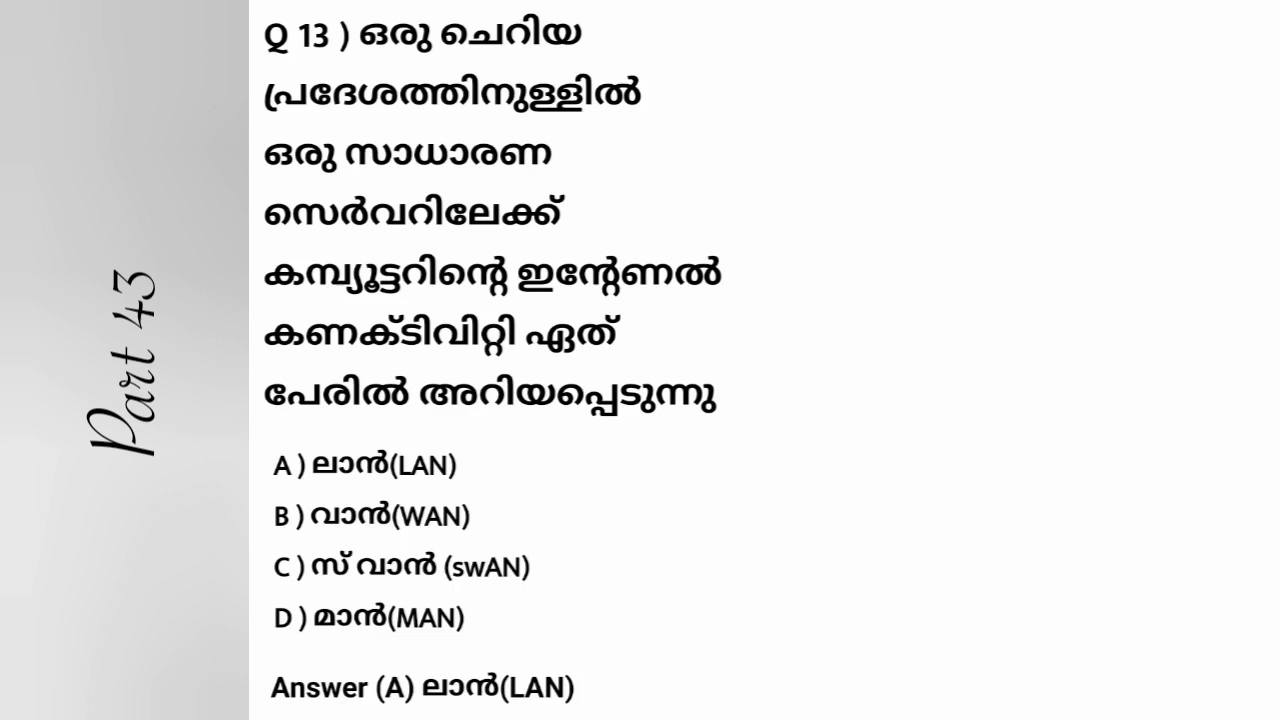 Part 43
Q 13 ) ഒരു ചെറിയ
പ്രദേശത്തിനുള്ളിൽ
ഒരു സാധാരണ
സെർവറിലേക്ക്
കമ്പ്യൂട്ടറിന്റെ ഇന്റേണൽ
കണക്ടിവിറ്റി ഏത്
പേരിൽ അറിയപ്പെടുന്നു
A ) ലാൻ(LAN)
B ) വാൻ(WAN)
C ) സ് വാൻ (swAN)
D ) മാൻ(MAN)
Answer (A) ലാൻ(LAN)